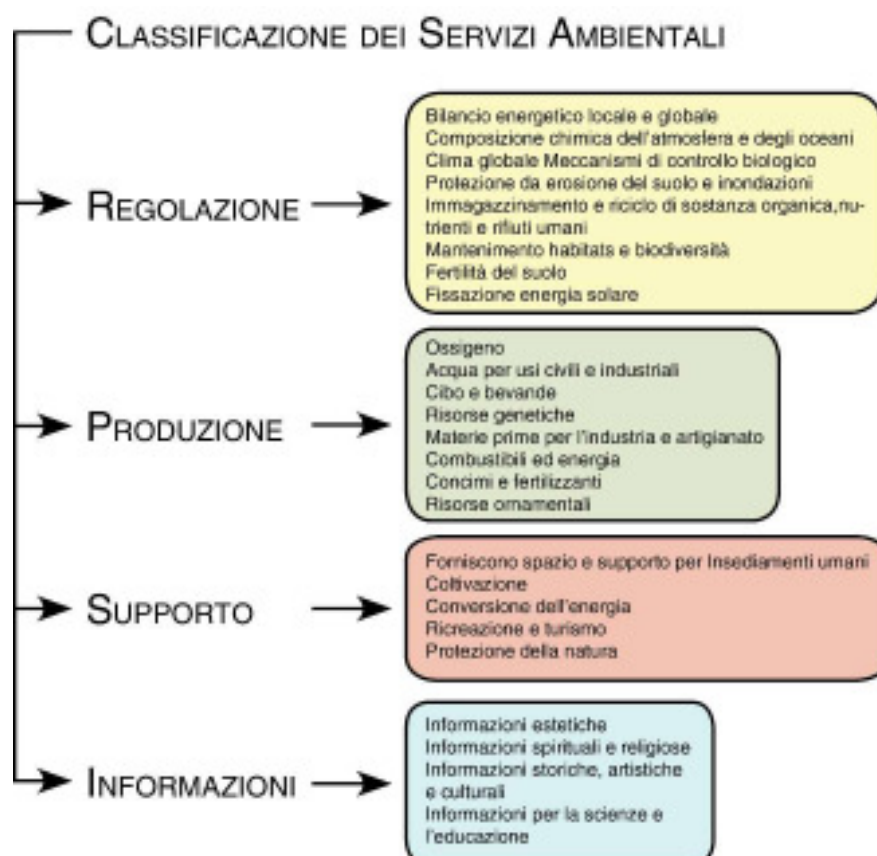 CLASSIFICAZIONE DEI SERVIZI AMBIENTALI
REGOLAZIONE
Bilancio energetico locale e globale
Composizione chimica dell'atmosfera e degli oceani
Clima globale Meccanismi di controllo biologico
Protezione da erosione del suolo e inondazioni
Immagazzinamento e riciclo di sostanza organica,nu-
trienti e rifiuti umani
Mantenimento habitats e biodiversità
Fertilità del suolo
Fissazione energia solare
PRODUZIONE
Ossigeno
Acqua per usi civili e industriali
Cibo e bevande
Risorse genetiche
Materie prime per l'industria e artigianato
Combustibili ed energia
Concimi e fertilizzanti
Risorse ornamentali
SUPPORTO
Forniscono spazio e supporto per Insediamenti umani
Coltivazione
Conversione dell'energia
Ricreazione e turismo
Protezione della natura
INFORMAZIONI
Informazioni estetiche
Informazioni spirituali e religiose
Informazioni storiche, artistiche
e culturali
Informazioni per la scienze e
l'educazione